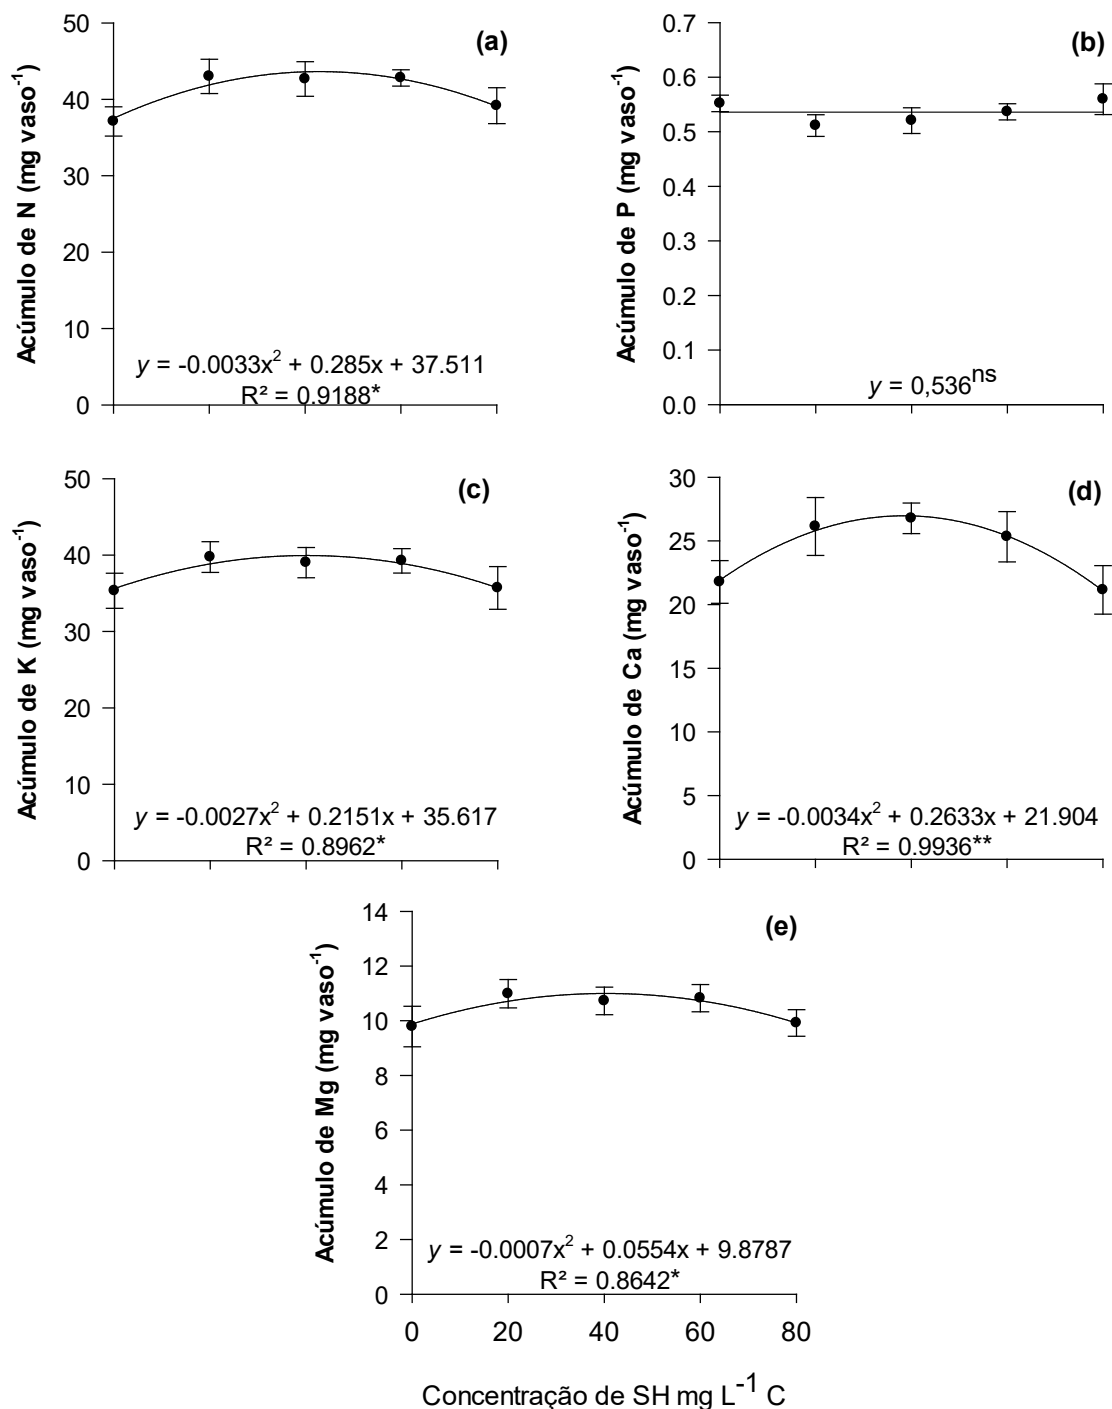 (a)
Acúmulo de N (mg vaso⁻¹)
50
40
30
20
10
0
y = -0.0033x² + 0.285x + 37.511
R² = 0.9188*
(b)
Acúmulo de P (mg vaso⁻¹)
0.7
0.6
0.5
0.4
0.3
0.2
0.1
0.0
y = 0,536ⁿˢ
(c)
Acúmulo de K (mg vaso⁻¹)
50
40
30
20
10
0
y = -0.0027x² + 0.2151x + 35.617
R² = 0.8962*
(d)
Acúmulo de Ca (mg vaso⁻¹)
30
25
20
15
10
5
0
y = -0.0034x² + 0.2633x + 21.904
R² = 0.9936**
(e)
Acúmulo de Mg (mg vaso⁻¹)
14
12
10
8
6
4
2
0
y = -0.0007x² + 0.0554x + 9.8787
R² = 0.8642*
0 20 40 60 80
Concentração de SH mg L⁻¹ C